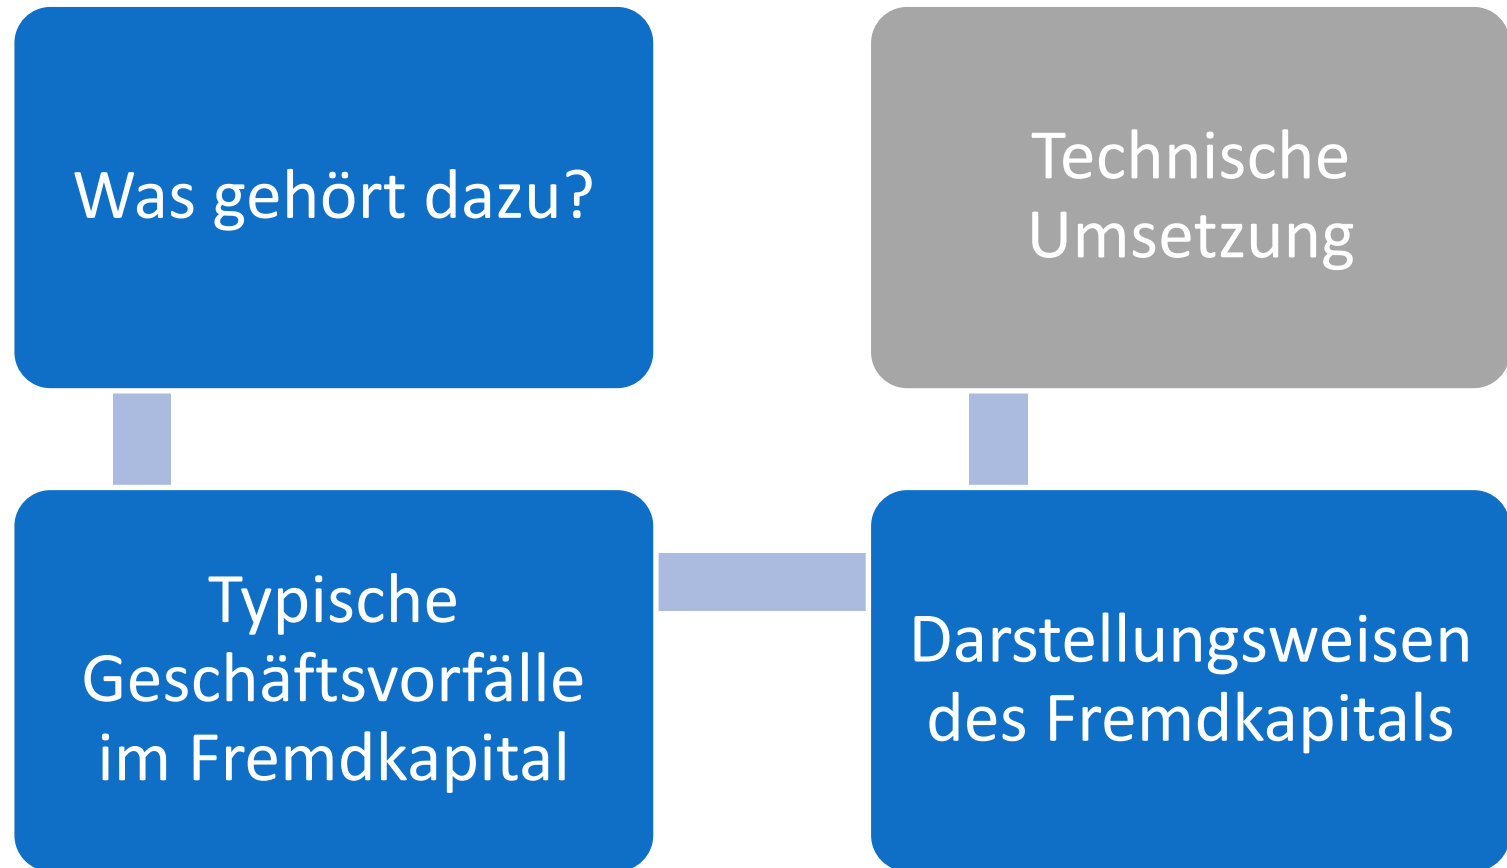 Was gehört dazu?
Typische
Geschäftsvorfälle
im Fremdkapital
Darstellungsweisen
des Fremdkapitals
Technische
Umsetzung